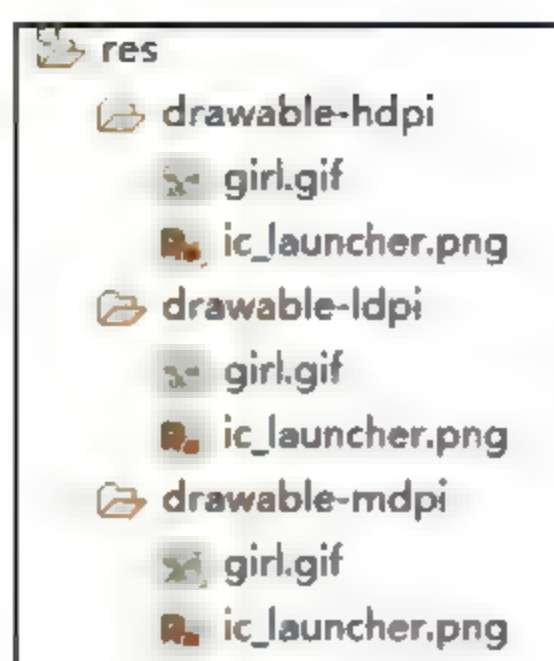 res
drawable-hdpi
girl.gif
ic_launcher.png
drawable-ldpi
girl.gif
ic_launcher.png
drawable-mdpi
girl.gif
ic_launcher.png